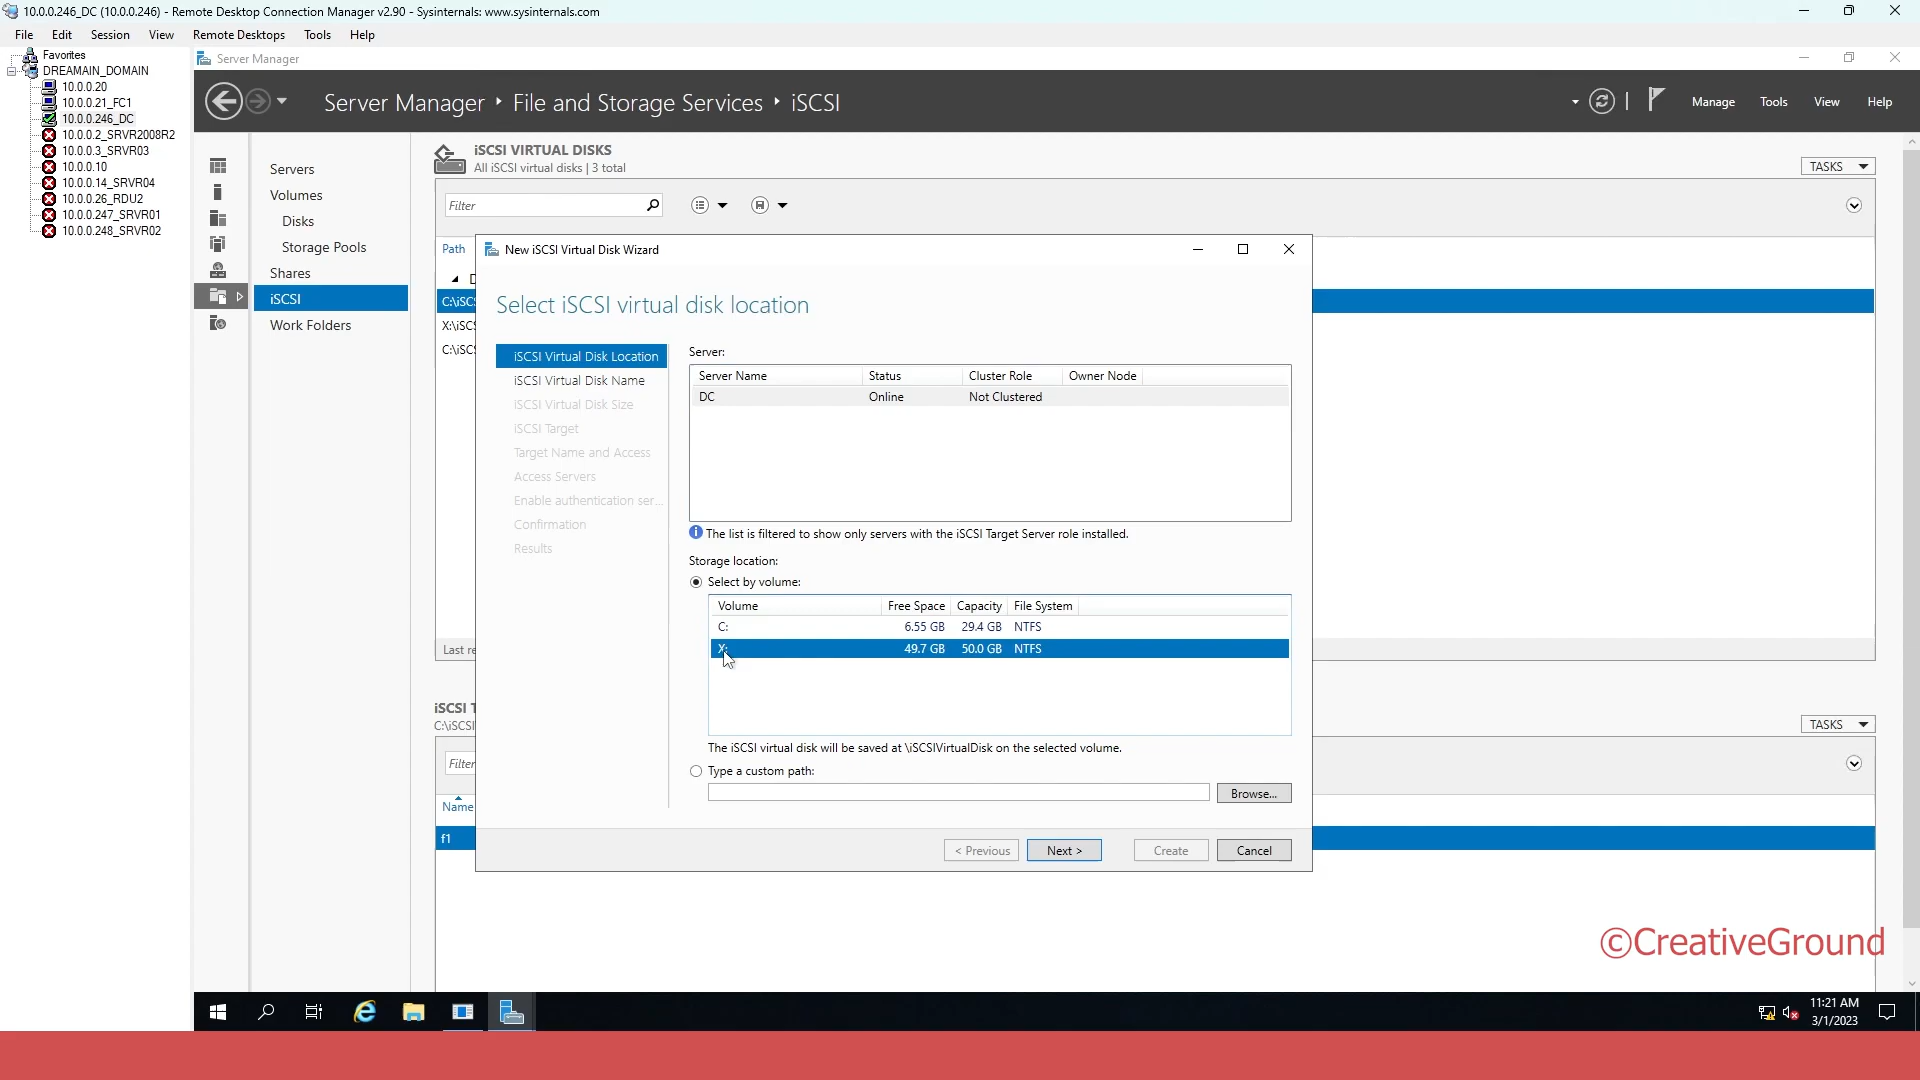 10.0.0.246_DC (10.0.0.246) - Remote Desktop Connection Manager v2.90 - Sysinternals: www.sysinternals.com
File Edit Session View Remote Desktops Tools Help
Favorites
DREAMAIN_DOMAIN
10.0.0.20
10.0.0.21_FC1
10.0.0.246_DC
10.0.0.2_SRVR2008R2
10.0.0.3_SRVR03
10.0.0.10
10.0.0.14_SRVR04
10.0.0.26_RDU2
10.0.0.247_SRVR01
10.0.0.248_SRVR02
Server Manager
Server Manager ‣ File and Storage Services ‣ iSCSI
Manage Tools View Help
Servers
Volumes
Disks
Storage Pools
Shares
iSCSI
Work Folders
iSCSI VIRTUAL DISKS
All iSCSI virtual disks | 3 total
TASKS
Filter
Path
C:\iSC
X:\iSC
C:\iSC
Last re
New iSCSI Virtual Disk Wizard
Select iSCSI virtual disk location
iSCSI Virtual Disk Location
iSCSI Virtual Disk Name
iSCSI Virtual Disk Size
iSCSI Target
Target Name and Access
Access Servers
Enable authentication ser...
Confirmation
Results
Server:
Server Name Status Cluster Role Owner Node
DC Online Not Clustered
The list is filtered to show only servers with the iSCSI Target Server role installed.
Storage location:
Select by volume:
Volume Free Space Capacity File System
C: 6.55 GB 29.4 GB NTFS
X: 49.7 GB 50.0 GB NTFS
The iSCSI virtual disk will be saved at \iSCSIVirtualDisk on the selected volume.
Type a custom path:
Browse...
< Previous Next > Create Cancel
iSCSI T
C:\iSCSI
TASKS
Filter
Name
f1
©CreativeGround
11:21 AM
3/1/2023